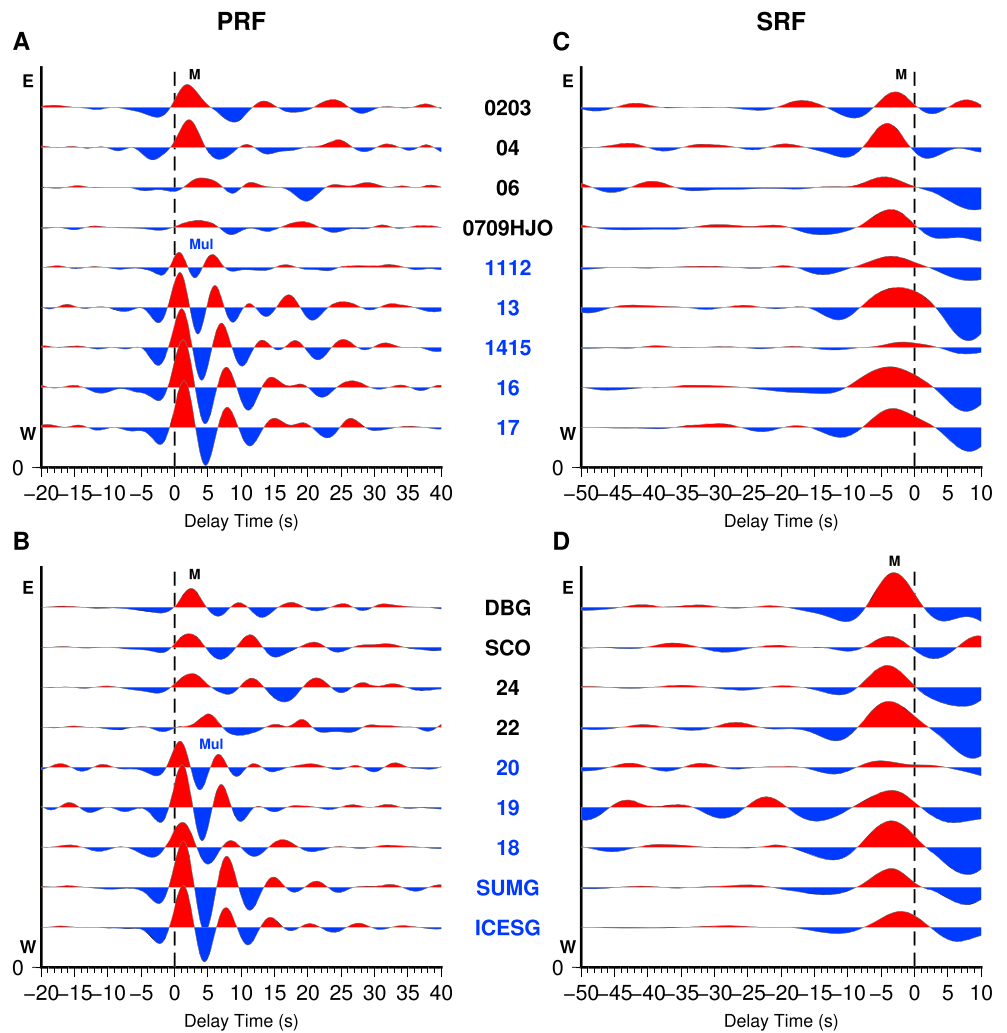 PRF
SRF
A
C
E
M
E
M
0203
04
06
0709HJO
Mul
1112
13
1415
16
17
W
W
0
0
−20 −15 −10 −5 0 5 10 15 20 25 30 35 40
−50 −45 −40 −35 −30 −25 −20 −15 −10 −5 0 5 10
Delay Time (s)
Delay Time (s)
B
D
E
M
E
M
DBG
SCO
24
22
Mul
20
19
18
SUMG
ICESG
W
W
0
0
−20 −15 −10 −5 0 5 10 15 20 25 30 35 40
−50 −45 −40 −35 −30 −25 −20 −15 −10 −5 0 5 10
Delay Time (s)
Delay Time (s)